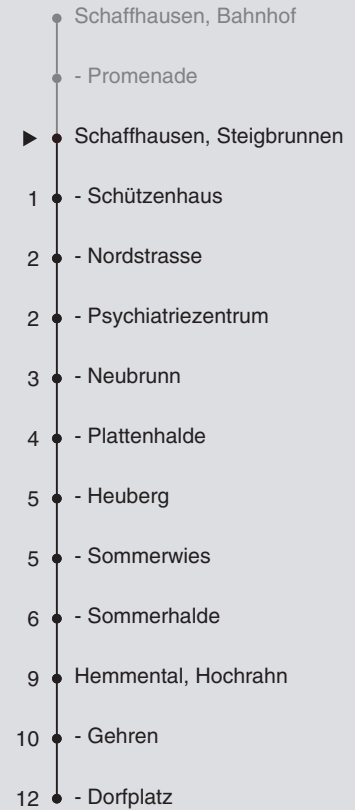 Schaffhausen, Bahnhof
- Promenade
Schaffhausen, Steigbrunnen
1 - Schützenhaus
2 - Nordstrasse
2 - Psychiatriezentrum
3 - Neubrunn
4 - Plattenhalde
5 - Heuberg
5 - Sommerwies
6 - Sommerhalde
9 Hemmental, Hochrahn
10 - Gehren
12 - Dorfplatz